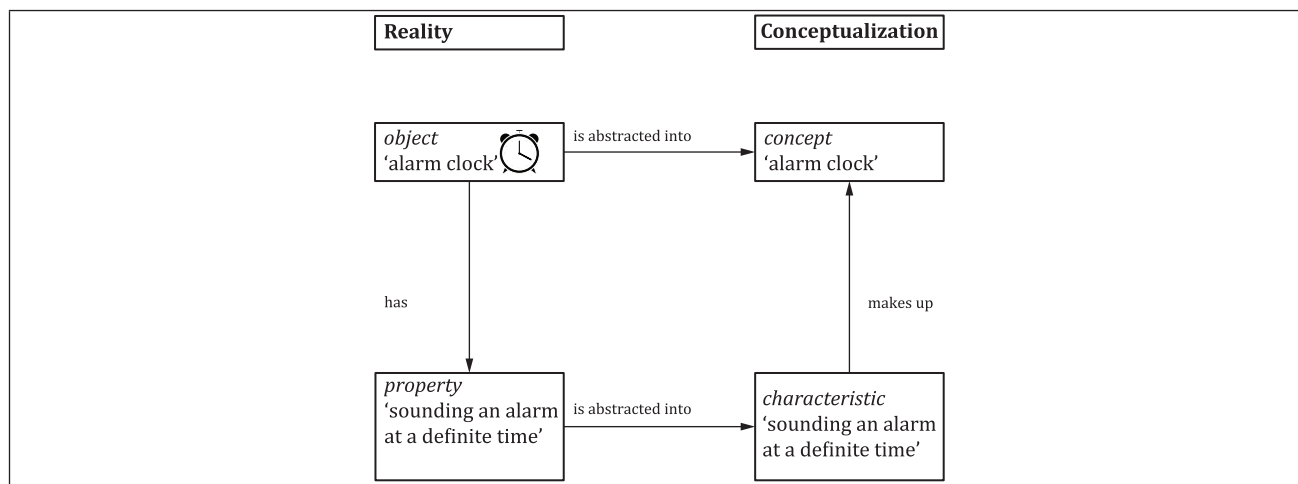 Reality
Conceptualization
object
‘alarm clock’
is abstracted into
concept
‘alarm clock’
has
makes up
property
‘sounding an alarm
at a definite time’
is abstracted into
characteristic
‘sounding an alarm
at a definite time’